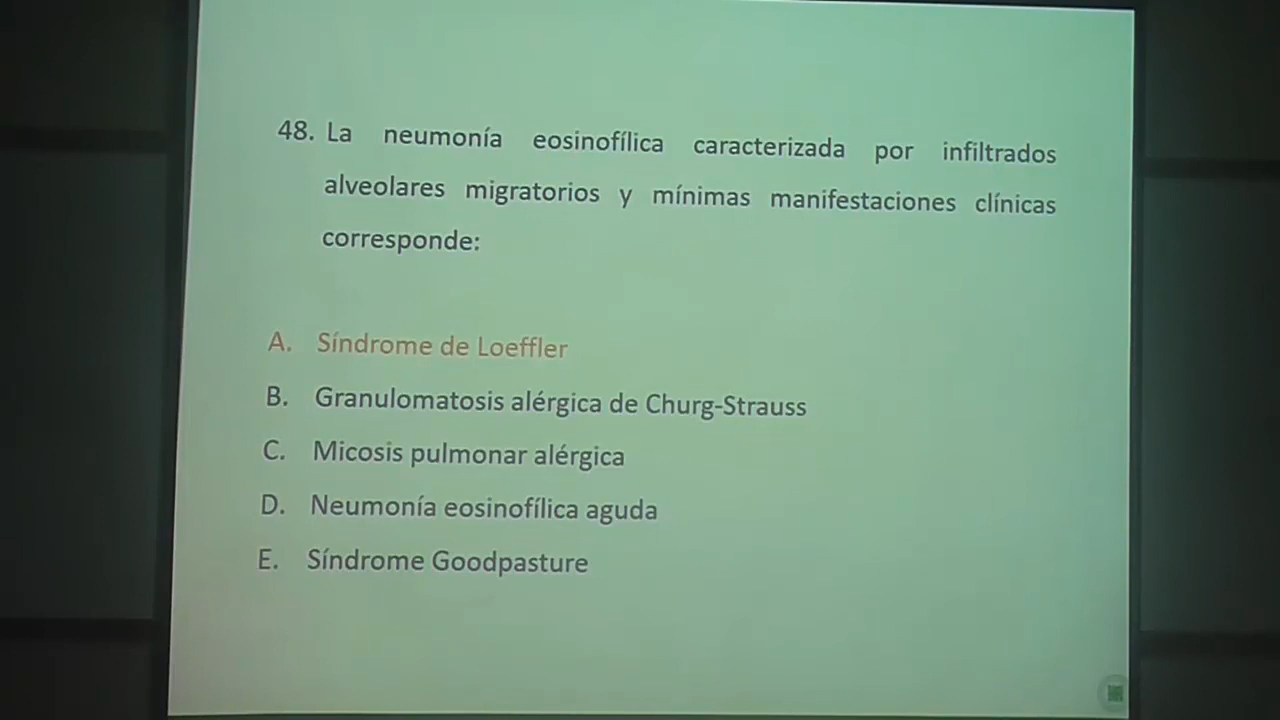 48. La neumonía eosinofílica caracterizada por infiltrados
alveolares migratorios y mínimas manifestaciones clínicas
corresponde:
A. Síndrome de Loeffler
B. Granulomatosis alérgica de Churg-Strauss
C. Micosis pulmonar alérgica
D. Neumonía eosinofílica aguda
E. Síndrome Goodpasture